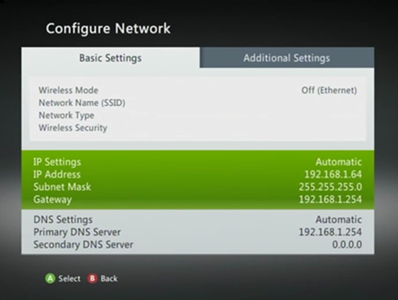 Configure Network
Basic Settings
Additional Settings
Wireless Mode Off (Ethernet)
Network Name (SSID)
Network Type
Wireless Security
IP Settings Automatic
IP Address 192.168.1.64
Subnet Mask 255.255.255.0
Gateway 192.168.1.254
DNS Settings Automatic
Primary DNS Server 192.168.1.254
Secondary DNS Server 0.0.0.0
A Select B Back